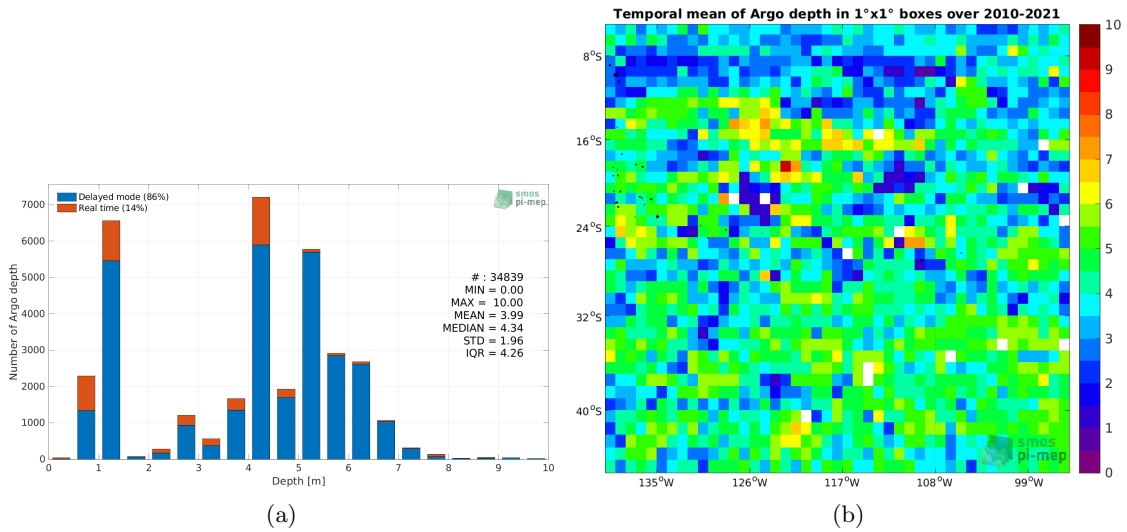 Delayed mode (86%)
Real time (14%)
smos
pi-mep
Number of Argo depth
7000
6000
5000
4000
3000
2000
1000
0
# : 34839
MIN = 0.00
MAX = 10.00
MEAN = 3.99
MEDIAN = 4.34
STD = 1.96
IQR = 4.26
0 1 2 3 4 5 6 7 8 9 10
Depth [m]
(a)
Temporal mean of Argo depth in 1°x1° boxes over 2010-2021
8°S
16°S
24°S
32°S
40°S
135°W 126°W 117°W 108°W 99°W
smos
pi-mep
10
9
8
7
6
5
4
3
2
1
0
(b)